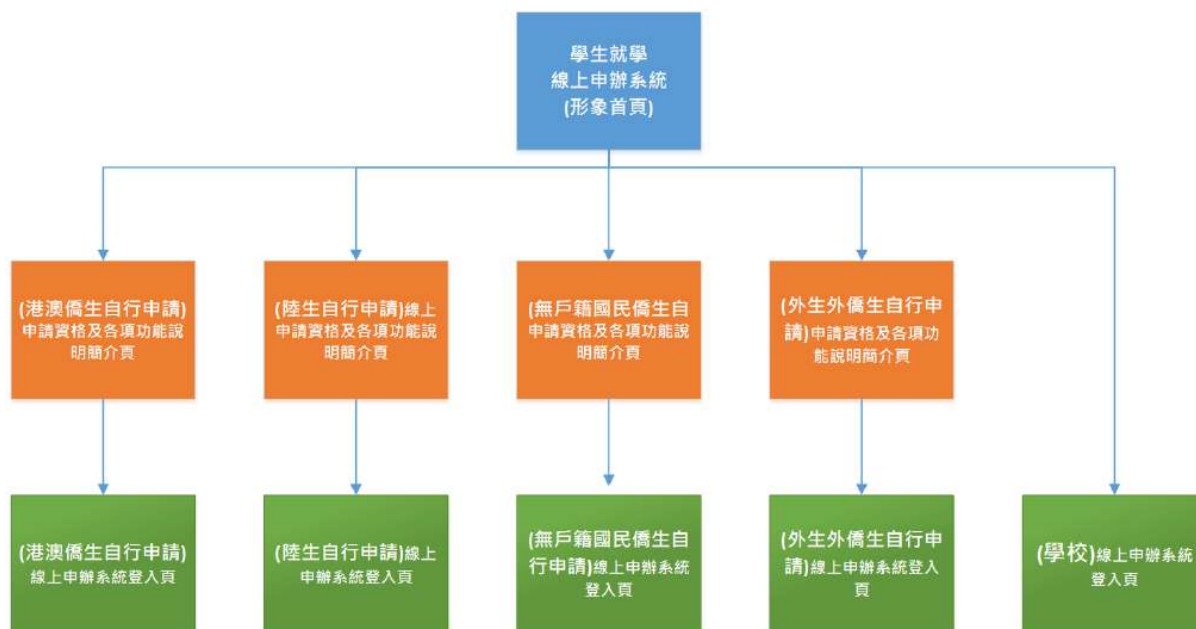 學生就學
線上申辦系統
(形象首頁)
(港澳僑生自行申請)
申請資格及各項功能說
明簡介頁
(陸生自行申請)線上
申請資格及各項功能說
明簡介頁
(無戶籍國民僑生自
申請資格及各項功能說
明簡介頁
(外生外僑生自行申
請)申請資格及各項功
能說明簡介頁
(港澳僑生自行申請)
線上申辦系統登入頁
(陸生自行申請)線上
申辦系統登入頁
(無戶籍國民僑生自
行申請)線上申辦系統
登入頁
(外生外僑生自行申
請)線上申辦系統登入
頁
(學校)線上申辦系統
登入頁